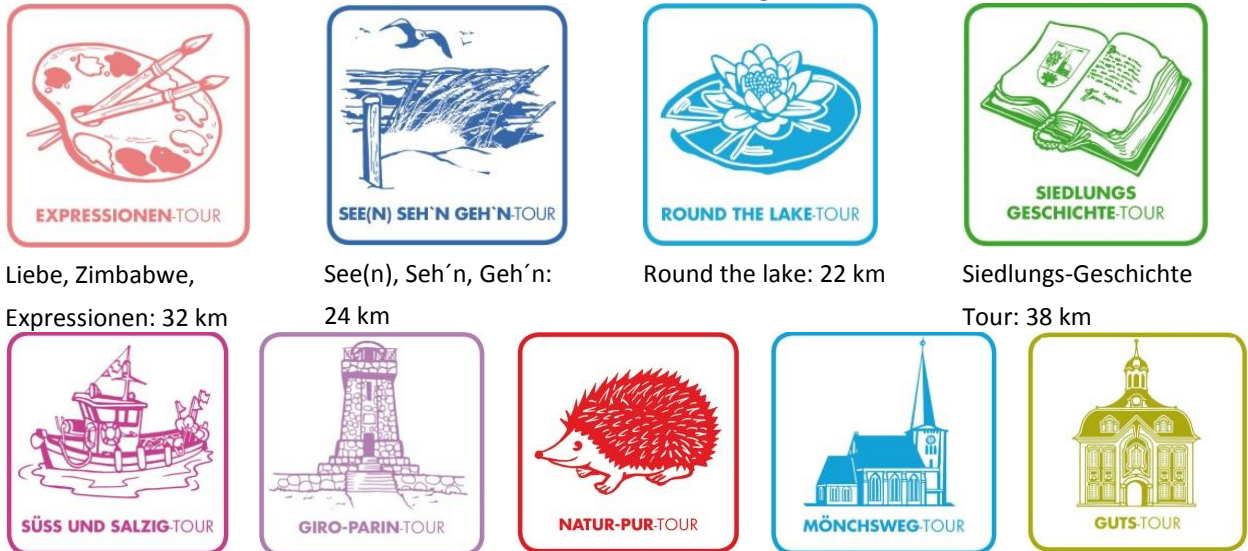 EXPRESSIONEN-TOUR
SEE(N) SEH`N GEH`N-TOUR
ROUND THE LAKE-TOUR
SIEDLUNGS
GESCHICHTE-TOUR
Liebe, Zimbabwe,
Expressionen: 32 km
See(n), Seh´n, Geh´n:
24 km
Round the lake: 22 km
Siedlungs-Geschichte
Tour: 38 km
SÜSS UND SALZIG-TOUR
GIRO-PARIN-TOUR
NATUR-PUR-TOUR
MÖNCHSWEG-TOUR
GUTS-TOUR